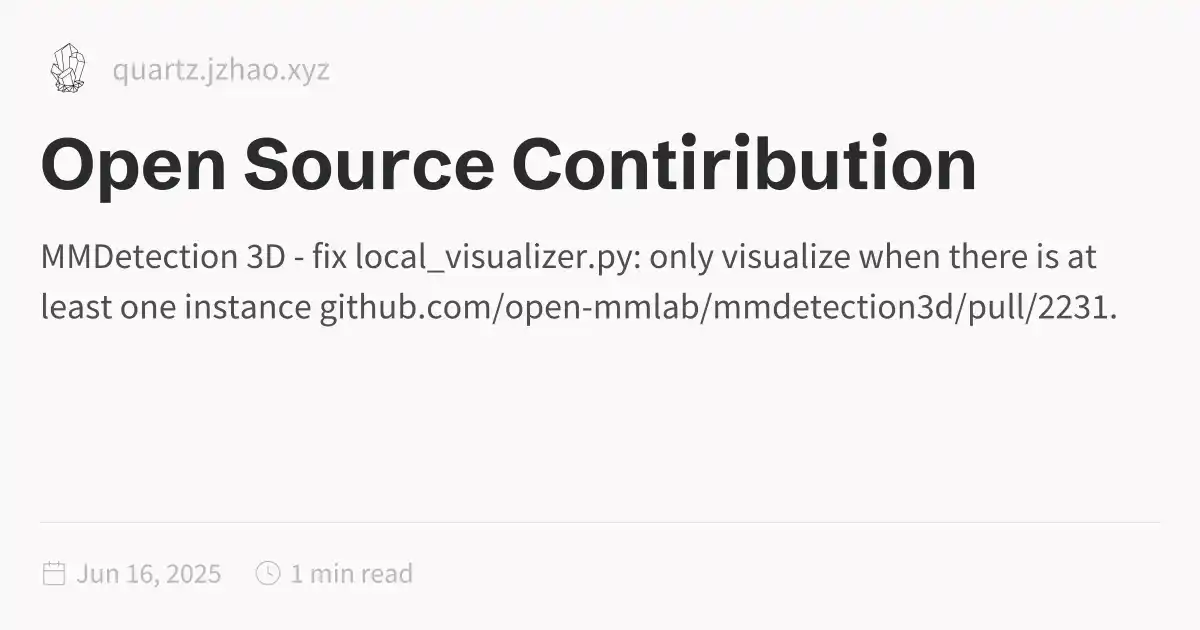 quartz.jzhao.xyz
Open Source Contiribution
MMDetection 3D - fix local_visualizer.py: only visualize when there is at
least one instance github.com/open-mmlab/mmdetection3d/pull/2231.
Jun 16, 2025 1 min read